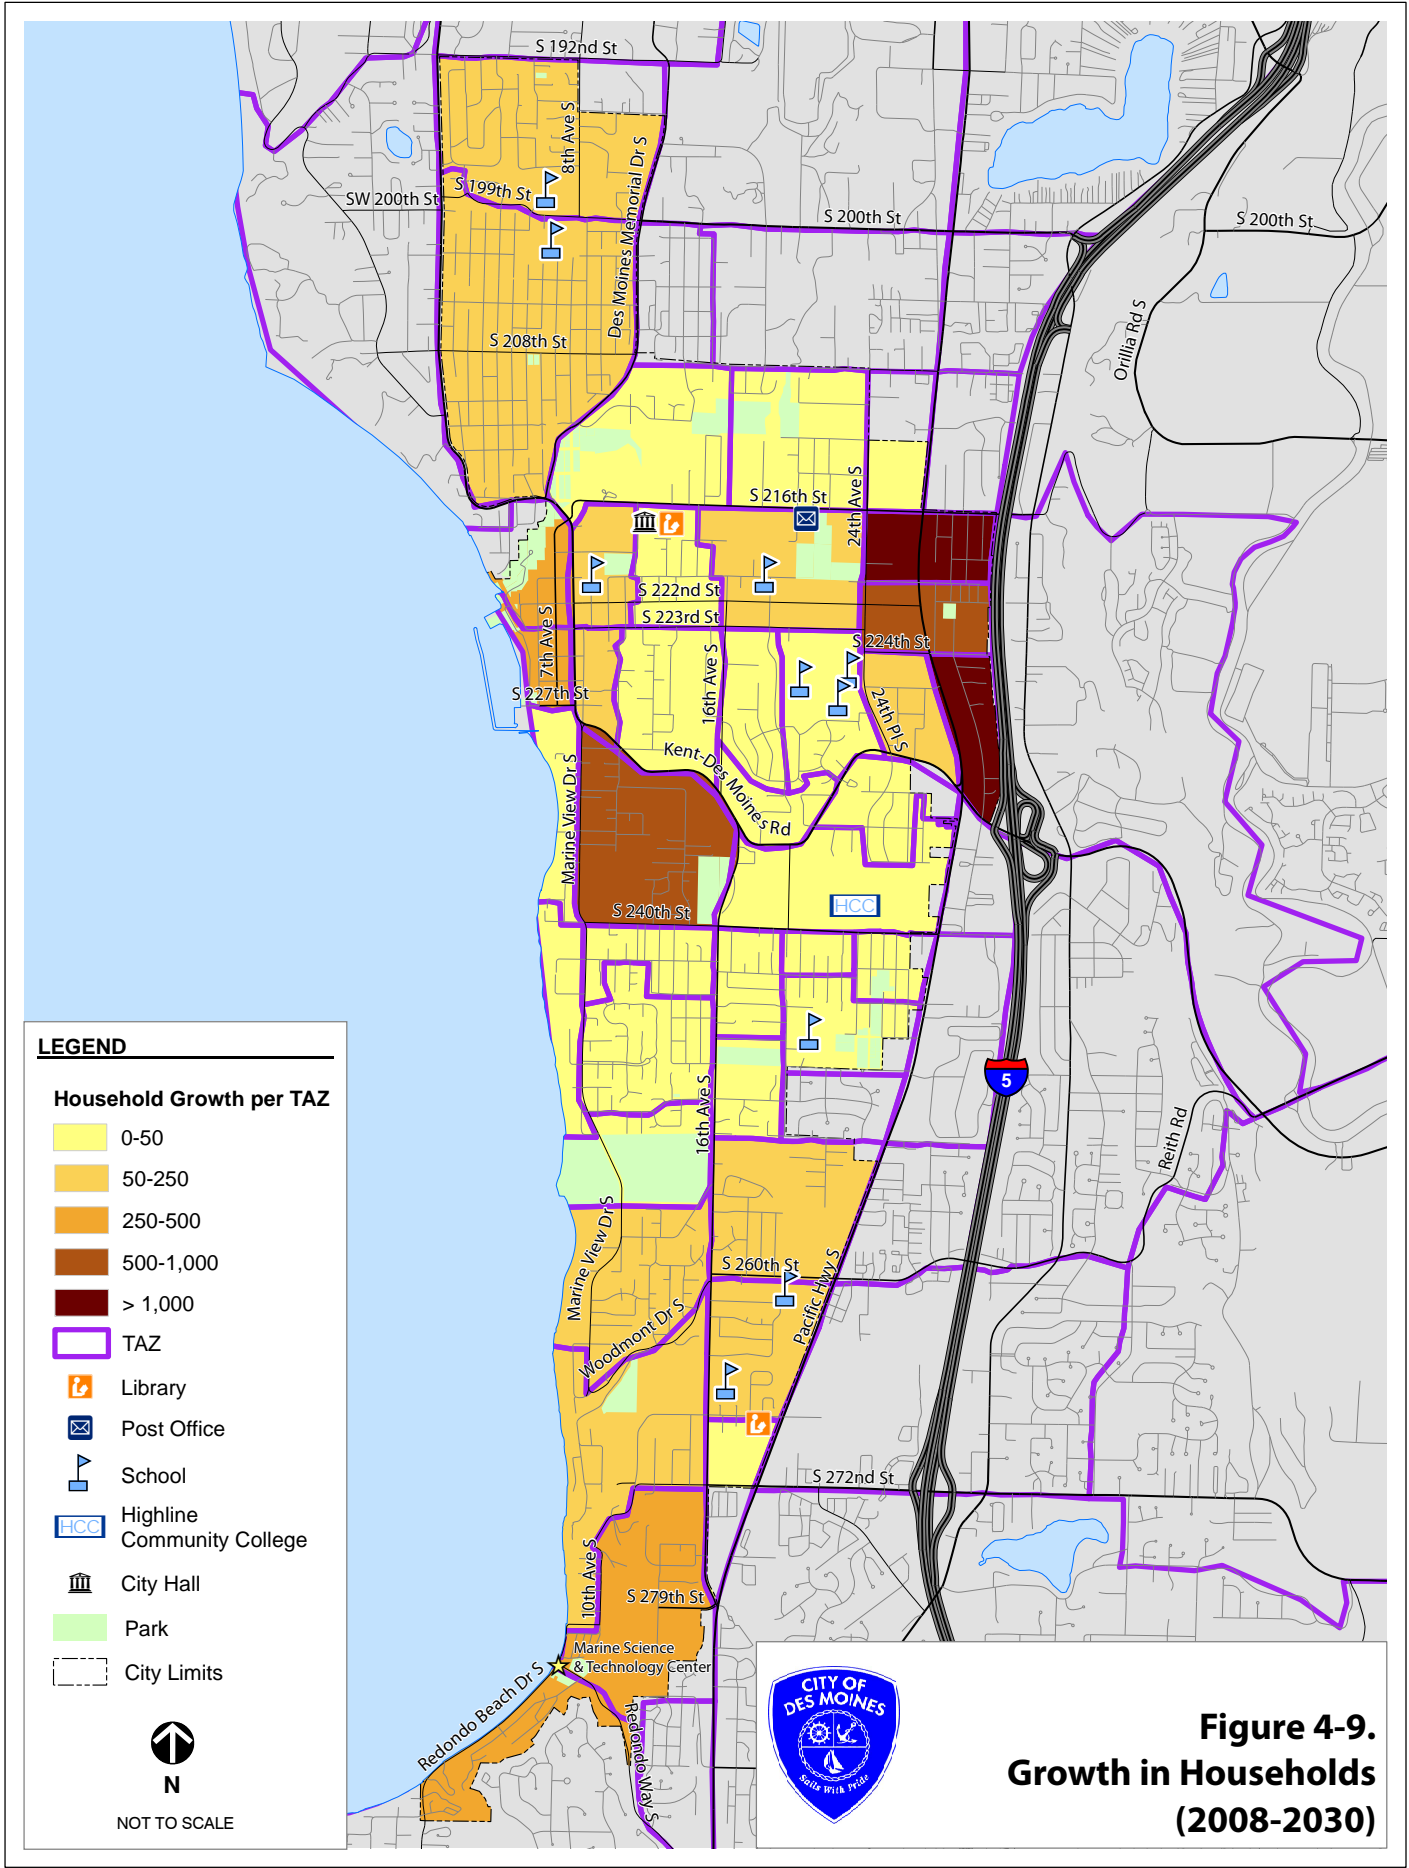 S 192nd St
8th Ave S
Des Moines Memorial Dr S
S 199th St
SW 200th St
S 200th St
S 200th St
Orillia Rd S
S 208th St
S 216th St
24th Ave S
S 222nd St
S 223rd St
S 224th St
7th Ave S
16th Ave S
24th Pl S
S 227th St
Kent-Des Moines Rd
Marine View Dr S
HCC
S 240th St
5
16th Ave S
Reith Rd
Marine View Dr S
S 260th St
Pacific Hwy S
Woodmont Dr S
S 272nd St
10th Ave S
S 279th St
Marine Science
& Technology Center
Redondo Beach Dr S
Redondo Way S
LEGEND
Household Growth per TAZ
0-50
50-250
250-500
500-1,000
> 1,000
TAZ
Library
Post Office
School
HCC
Highline
Community College
City Hall
Park
City Limits
N
NOT TO SCALE
CITY OF
DES MOINES
Sails With Pride
Figure 4-9.
Growth in Households
(2008-2030)